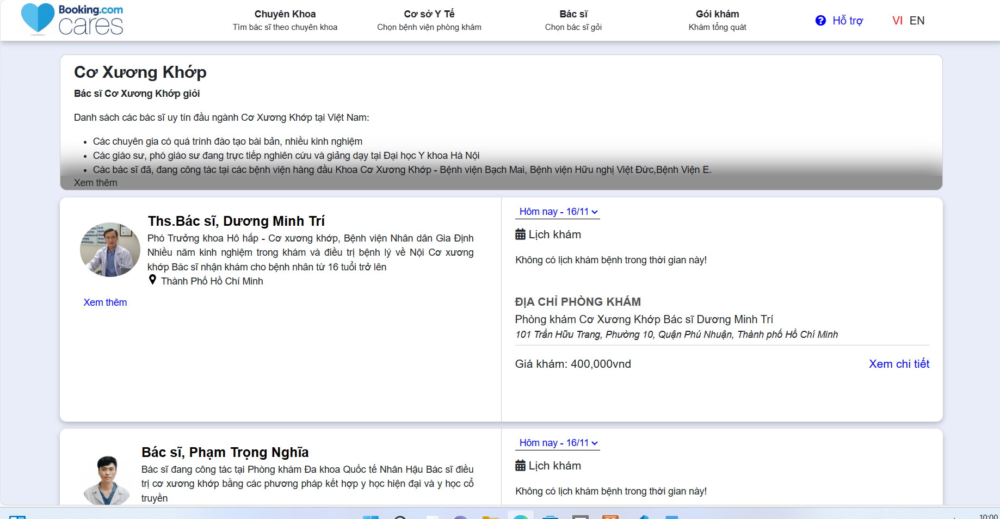 Booking.com
cares
Chuyên Khoa
Tìm bác sĩ theo chuyên khoa
Cơ sở Y Tế
Chọn bệnh viện phòng khám
Bác sĩ
Chọn bác sĩ gỏi
Gói khám
Khám tổng quát
Hỗ trợ
VI EN
Cơ Xương Khớp
Bác sĩ Cơ Xương Khớp giỏi
Danh sách các bác sĩ uy tín đầu ngành Cơ Xương Khớp tại Việt Nam:
Các chuyên gia có quá trình đào tạo bài bản, nhiều kinh nghiệm
Các giáo sư, phó giáo sư đang trực tiếp nghiên cứu và giảng dạy tại Đại học Y khoa Hà Nội
Các bác sĩ đã, đang công tác tại các bệnh viện hàng đầu Khoa Cơ Xương Khớp - Bệnh viện Bạch Mai, Bệnh viện Hữu nghị Việt Đức,Bệnh Viện E.
Xem thêm
Ths.Bác sĩ, Dương Minh Trí
Phó Trưởng khoa Hô hấp - Cơ xương khớp, Bệnh viện Nhân dân Gia Định
Nhiều năm kinh nghiệm trong khám và điều trị bệnh lý về Nội Cơ xương
khớp Bác sĩ nhận khám cho bệnh nhân từ 16 tuổi trở lên
Thành Phố Hồ Chí Minh
Xem thêm
Hôm nay - 16/11
Lịch khám
Không có lịch khám bệnh trong thời gian này!
ĐỊA CHỈ PHÒNG KHÁM
Phòng khám Cơ Xương Khớp Bác sĩ Dương Minh Trí
101 Trần Hữu Trang, Phường 10, Quận Phú Nhuận, Thành phố Hồ Chí Minh
Giá khám: 400,000vnd
Xem chi tiết
Bác sĩ, Phạm Trọng Nghĩa
Bác sĩ đang công tác tại Phòng khám Đa khoa Quốc tế Nhân Hậu Bác sĩ điều
trị cơ xương khớp bằng các phương pháp kết hợp y học hiện đại và y học cổ
truyền
Hôm nay - 16/11
Lịch khám
Không có lịch khám bệnh trong thời gian này!
10:00